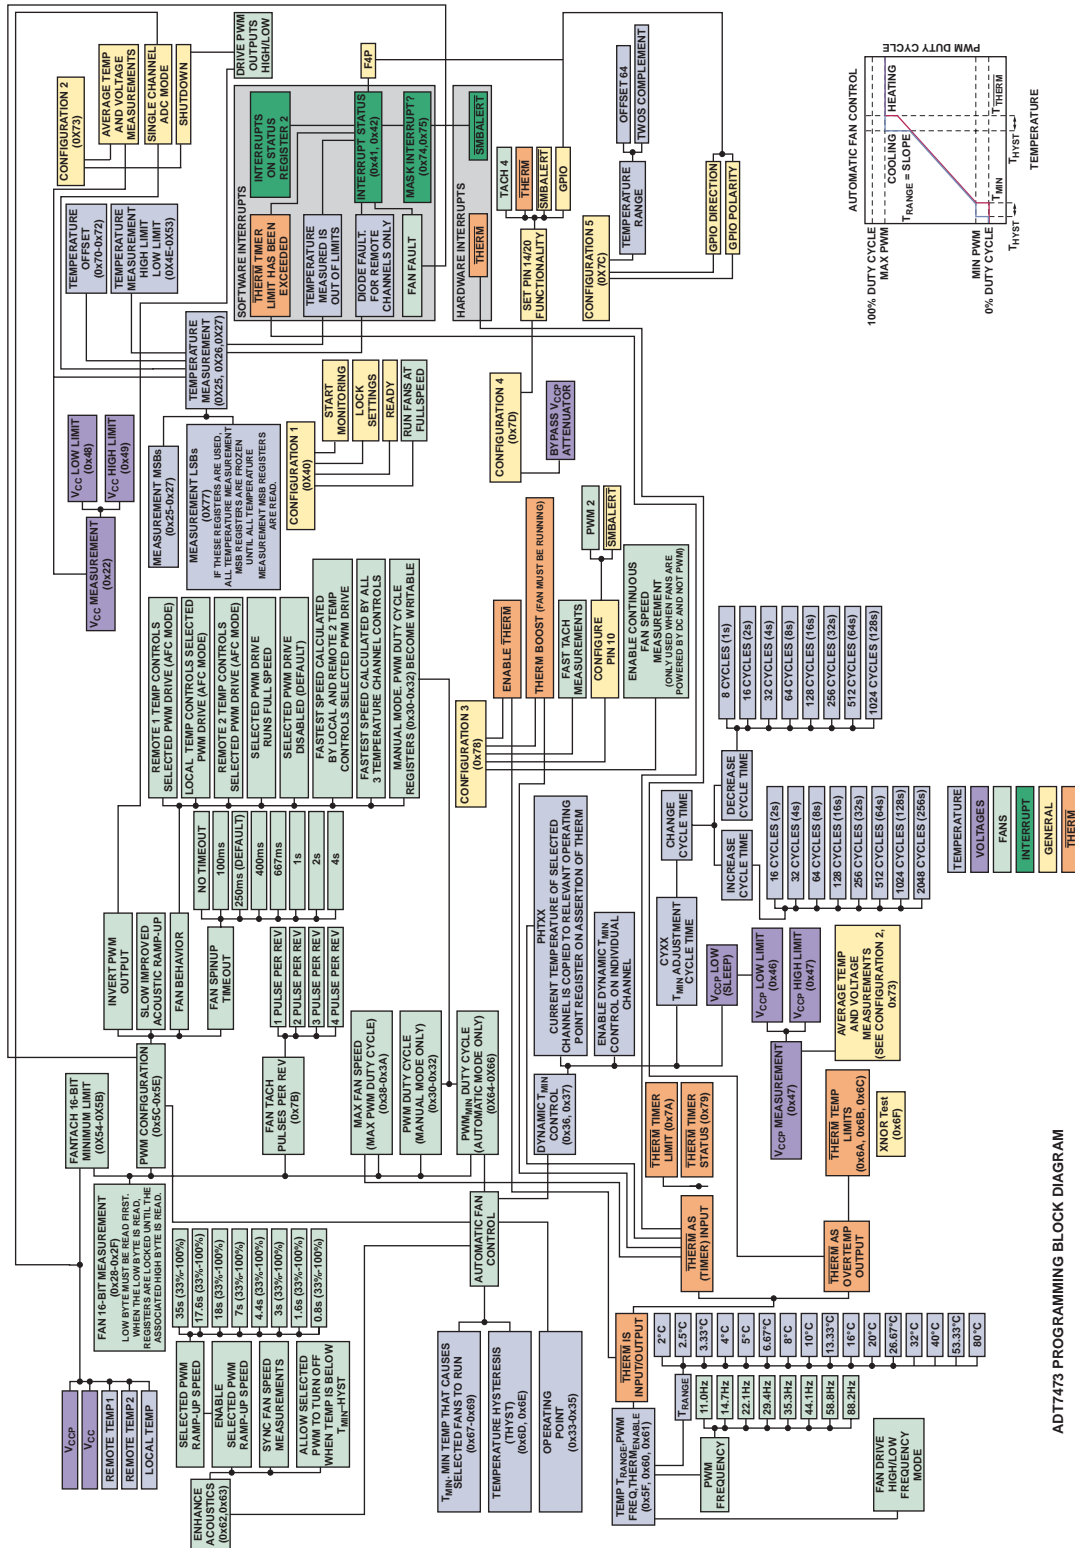 CONFIGURATION 2
(0X73)
AVERAGE TEMP
AND VOLTAGE
MEASUREMENTS
SINGLE CHANNEL
ADC MODE
SHUTDOWN
DRIVE PWM
OUTPUTS
HIGH/LOW
TEMPERATURE
OFFSET
(0x70-0x72)
TEMPERATURE
MEASUREMENT
HIGH LIMIT
LOW LIMIT
(0X4E-0X53)
SOFTWARE INTERRUPTS
INTERRUPTS
ON STATUS
REGISTER 2
THERM TIMER
LIMIT HAS BEEN
EXCEEDED
INTERRUPT STATUS
(0x41, 0x42)
TEMPERATURE
MEASURED IS
OUT OF LIMITS
MASK INTERRUPT?
(0x74,0x75)
DIODE FAULT.
FOR REMOTE
CHANNELS ONLY
FAN FAULT
F4P
HARDWARE INTERRUPTS
SMBALERT
THERM
TACH 4
THERM
SMBALERT
GPIO
SET PIN 14/20
FUNCTIONALITY
OFFSET 64
TWOS COMPLEMENT
TEMPERATURE
RANGE
CONFIGURATION 5
(0X7C)
GPIO DIRECTION
GPIO POLARITY
AUTOMATIC FAN CONTROL
100% DUTY CYCLE
MAX PWM
MIN PWM
0% DUTY CYCLE
PWM DUTY CYCLE
HEATING
COOLING
TRANGE = SLOPE
TTHERM
THYST
TMIN
THYST
TEMPERATURE
VCC LOW LIMIT
(0x48)
VCC HIGH LIMIT
(0x49)
VCC MEASUREMENT
(0x22)
TEMPERATURE
MEASUREMENT
(0X25, 0X26,0X27)
MEASUREMENT MSBs
(0x25-0x27)
MEASUREMENT LSBs
(0X77)
IF THESE REGISTERS ARE USED,
ALL TEMPERATURE MEASUREMENT
MSB REGISTERS ARE FROZEN
UNTIL ALL TEMPERATURE
MEASUREMENT MSB REGISTERS
ARE READ.
CONFIGURATION 1
(0X40)
START
MONITORING
LOCK
SETTINGS
READY
RUN FANS AT
FULLSPEED
CONFIGURATION 4
(0x7D)
BYPASS VCCP
ATTENUATOR
REMOTE 1 TEMP CONTROLS
SELECTED PWM DRIVE (AFC MODE)
LOCAL TEMP CONTROLS SELECTED
PWM DRIVE (AFC MODE)
REMOTE 2 TEMP CONTROLS
SELECTED PWM DRIVE (AFC MODE)
SELECTED PWM DRIVE
RUNS FULL SPEED
SELECTED PWM DRIVE
DISABLED (DEFAULT)
FASTEST SPEED CALCULATED
BY LOCAL AND REMOTE 2 TEMP
CONTROLS SELECTED PWM DRIVE
FASTEST SPEED CALCULATED BY ALL
3 TEMPERATURE CHANNEL CONTROLS
MANUAL MODE. PWM DUTY CYCLE
REGISTERS (0x30-0x32) BECOME WRITABLE
CONFIGURATION 3
(0x78)
ENABLE THERM
THERM BOOST (FAN MUST BE RUNNING)
FAST TACH
MEASUREMENTS
CONFIGURE
PIN 10
PWM 2
SMBALERT
ENABLE CONTINUOUS
FAN SPEED
MEASUREMENT
(ONLY USED WHEN FANS ARE
POWERED BY DC AND NOT PWM)
INVERT PWM
OUTPUT
SLOW IMPROVED
ACOUSTIC RAMP-UP
FAN BEHAVIOR
FAN SPINUP
TIMEOUT
NO TIMEOUT
100ms
250ms (DEFAULT)
400ms
667ms
1s
2s
4s
FANTACH 16-BIT
MINIMUM LIMIT
(0X54-0X5B)
PWM CONFIGURATION
(0x5C-0x5E)
FAN TACH
PULSES PER REV
(0x7B)
1 PULSE PER REV
2 PULSE PER REV
3 PULSE PER REV
4 PULSE PER REV
MAX FAN SPEED
(MAX PWM DUTY CYCLE)
(0x38-0x3A)
PWM DUTY CYCLE
(MANUAL MODE ONLY)
(0x30-0x32)
PWMMIN DUTY CYCLE
(AUTOMATIC MODE ONLY)
(0X64-0X66)
DYNAMIC TMIN
CONTROL
(0x36, 0x37)
PHTXX
CURRENT TEMPERATURE OF SELECTED
CHANNEL IS COPIED TO RELEVANT OPERATING
POINT REGISTER ON ASSERTION OF THERM
ENABLE DYNAMIC TMIN
CONTROL ON INDIVIDUAL
CHANNEL
CYXX
TMIN ADJUSTMENT
CYCLE TIME
CHANGE
CYCLE TIME
DECREASE
CYCLE TIME
INCREASE
CYCLE TIME
8 CYCLES (1s)
16 CYCLES (2s)
32 CYCLES (4s)
64 CYCLES (8s)
128 CYCLES (16s)
256 CYCLES (32s)
512 CYCLES (64s)
1024 CYCLES (128s)
16 CYCLES (2s)
32 CYCLES (4s)
64 CYCLES (8s)
128 CYCLES (16s)
256 CYCLES (32s)
512 CYCLES (64s)
1024 CYCLES (128s)
2048 CYCLES (256s)
VCCP LOW
(SLEEP)
VCCP LOW LIMIT
(0x46)
VCCP HIGH LIMIT
(0x47)
VCCP MEASUREMENT
(0x47)
AVERAGE TEMP
AND VOLTAGE
MEASUREMENTS
(SEE CONFIGURATION 2,
0x73)
TEMPERATURE
VOLTAGES
FANS
INTERRUPT
GENERAL
THERM
FAN 16-BIT MEASUREMENT
(0x28-0x2F)
LOW BYTE MUST BE READ FIRST.
WHEN THE LOW BYTE IS READ,
REGISTERS ARE LOCKED UNTIL THE
ASSOCIATED HIGH BYTE IS READ.
VCCP
VCC
REMOTE TEMP1
REMOTE TEMP2
LOCAL TEMP
35s (33%-100%)
17.6s (33%-100%)
18s (33%-100%)
7s (33%-100%)
4.4s (33%-100%)
3s (33%-100%)
1.6s (33%-100%)
0.8s (33%-100%)
SELECTED PWM
RAMP-UP SPEED
ENABLE
SELECTED PWM
RAMP-UP SPEED
SYNC FAN SPEED
MEASUREMENTS
ALLOW SELECTED
PWM TO TURN OFF
WHEN TEMP IS BELOW
TMIN–HYST
ENHANCE
ACOUSTICS
(0x62,0x63)
AUTOMATIC FAN
CONTROL
TMIN, MIN TEMP THAT CAUSES
SELECTED FANS TO RUN
(0x67-0x69)
TEMPERATURE HYSTERESIS
(THYST)
(0x6D, 0x6E)
OPERATING
POINT
(0x33-0x35)
THERM TIMER
LIMIT (0x7A)
THERM TIMER
STATUS (0x79)
THERM AS
(TIMER) INPUT
THERM TEMP
LIMITS
(0x6A, 0x6B, 0x6C)
THERM AS
OVERTEMP
OUTPUT
XNOR Test
(0x6F)
THERM IS
INPUT/OUTPUT
TEMP TRANGE, PWM
FREQ,THERMENABLE
(0x5F, 0x60, 0x61)
TRANGE
2°C
2.5°C
3.33°C
4°C
5°C
6.67°C
8°C
10°C
13.33°C
16°C
20°C
26.67°C
32°C
40°C
53.33°C
80°C
PWM
FREQUENCY
11.0Hz
14.7Hz
22.1Hz
29.4Hz
35.3Hz
44.1Hz
58.8Hz
88.2Hz
FAN DRIVE
HIGH/LOW
FREQUENCY
MODE
ADT7473 PROGRAMMING BLOCK DIAGRAM